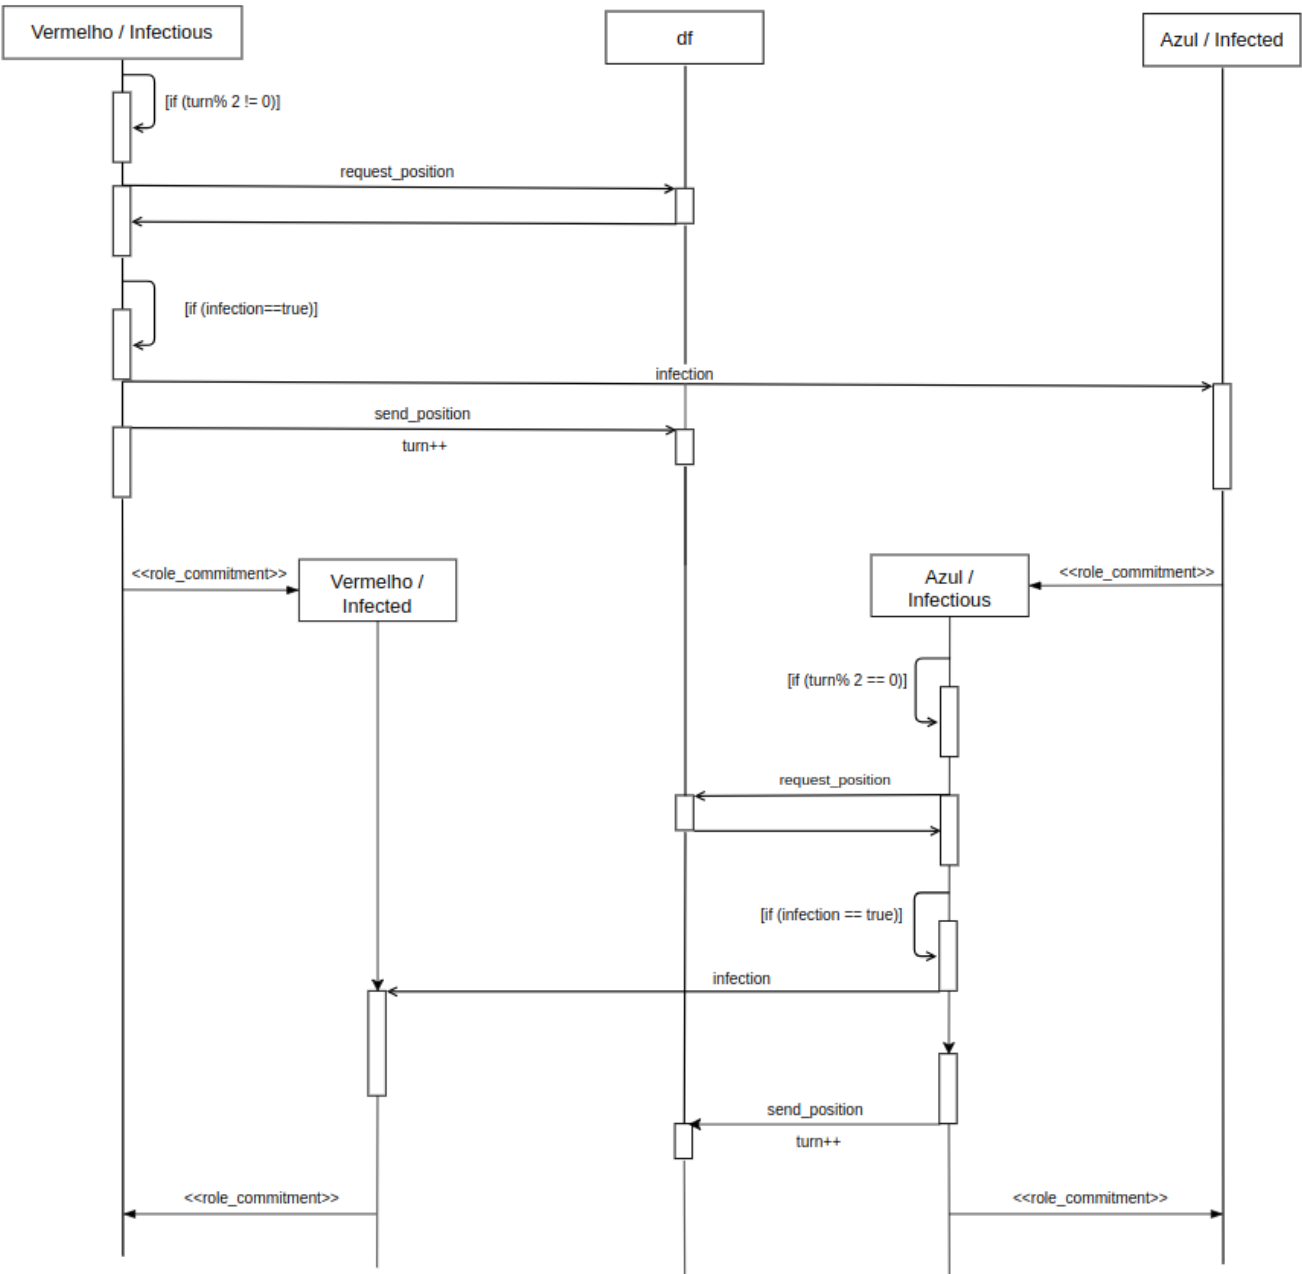 Vermelho / Infectious
df
Azul / Infected
[if (turn% 2 != 0)]
request_position
[if (infection==true)]
infection
send_position
turn++
<<role_commitment>>
Vermelho /
Infected
Azul /
Infectious
<<role_commitment>>
[if (turn% 2 == 0)]
request_position
[if (infection == true)]
infection
send_position
turn++
<<role_commitment>>
<<role_commitment>>